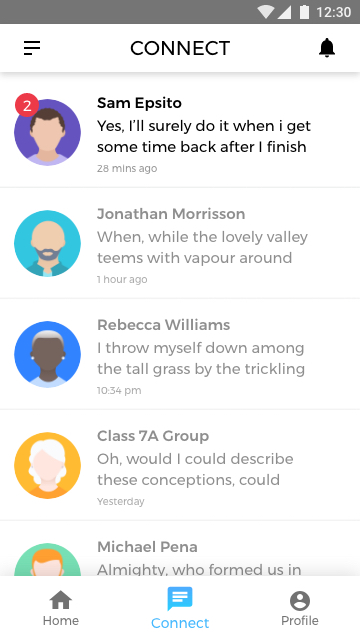 12:30
CONNECT
2
Sam Epsito
Yes, I’ll surely do it when i get
some time back after I finish
28 mins ago
Jonathan Morrisson
When, while the lovely valley
teems with vapour around
1 hour ago
Rebecca Williams
I throw myself down among
the tall grass by the trickling
10:34 pm
Class 7A Group
Oh, would I could describe
these conceptions, could
Yesterday
Michael Pena
Almighty, who formed us in
Home
Connect
Profile